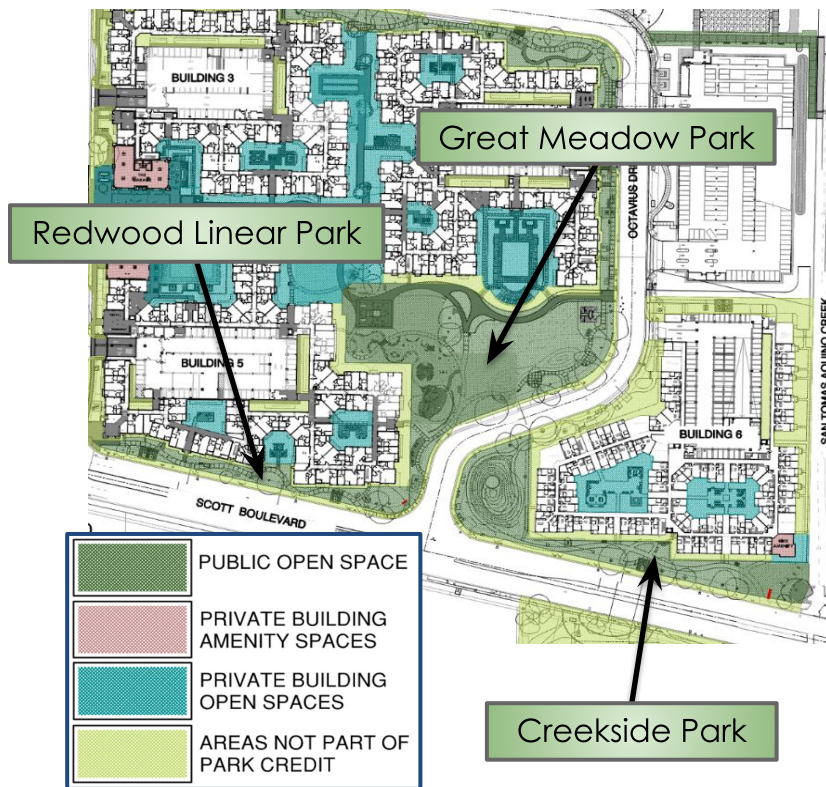 BUILDING 3
Great Meadow Park
OCTAVIUS DRI
Redwood Linear Park
BUILDING 5
BUILDING 6
SAN TOMAS AQUINO CREEK
SCOTT BOULEVARD
PUBLIC OPEN SPACE
PRIVATE BUILDING
AMENITY SPACES
PRIVATE BUILDING
OPEN SPACES
AREAS NOT PART OF
PARK CREDIT
Creekside Park